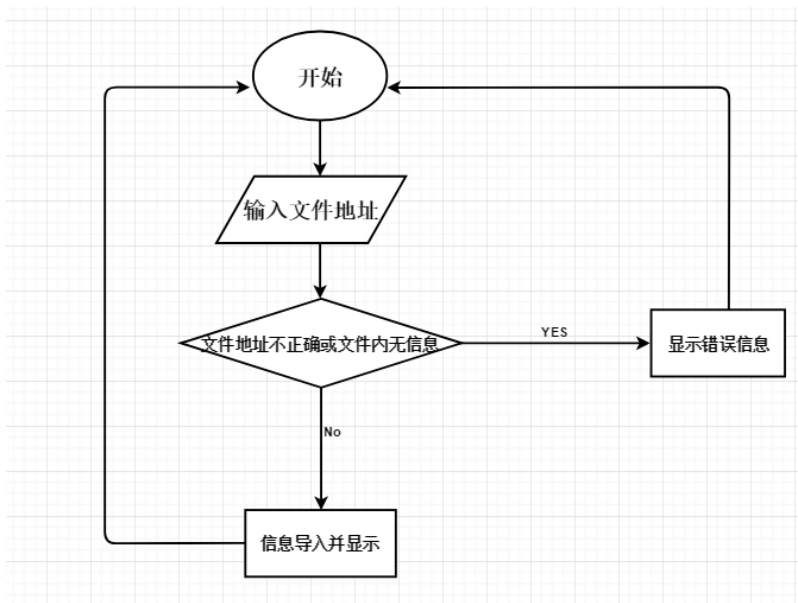 开始
输入文件地址
文件地址不正确或文件内无信息
YES
显示错误信息
No
信息导入并显示